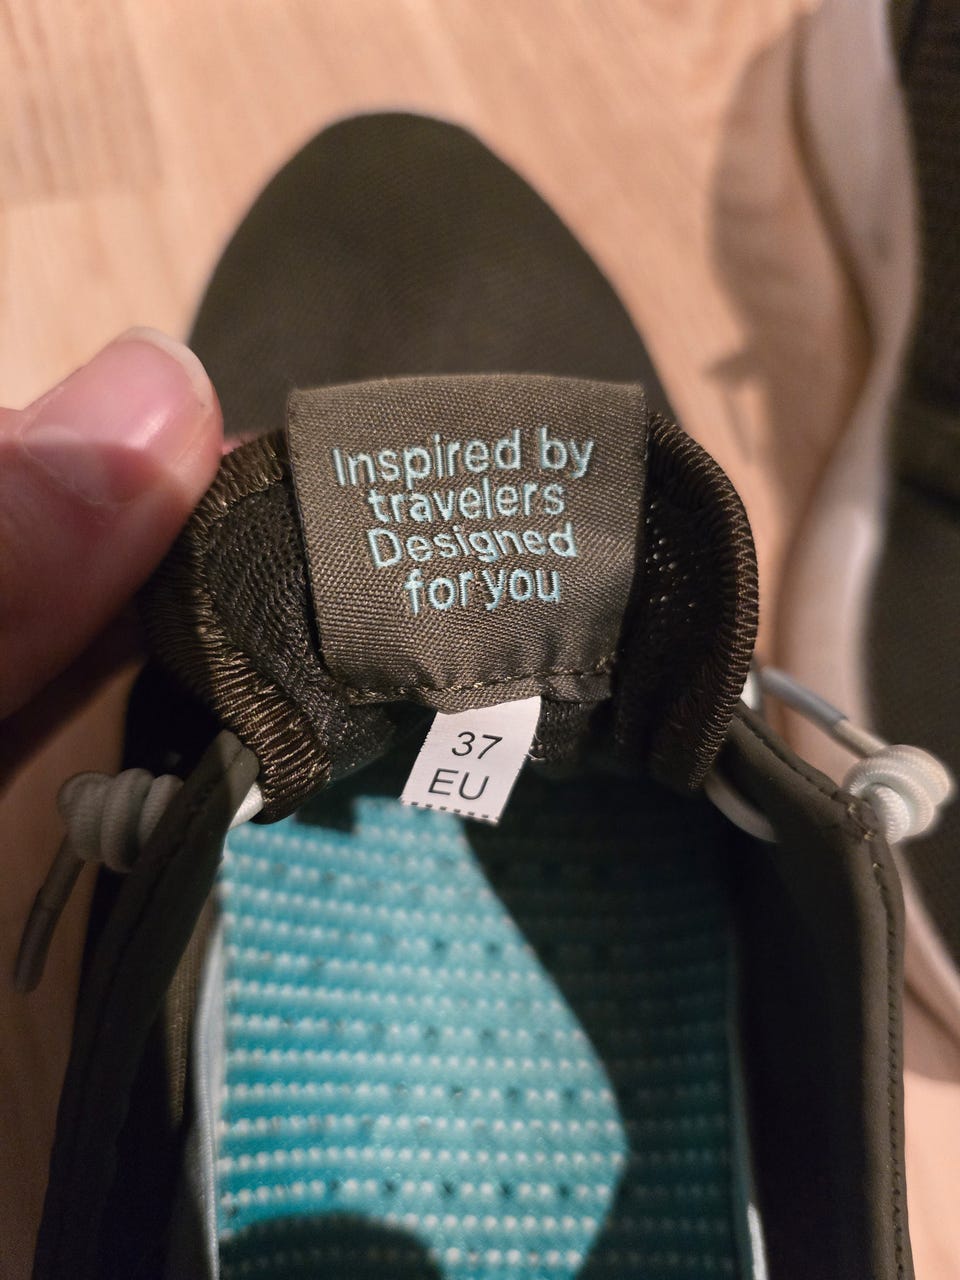 Inspired by
travelers
Designed
for you
37
EU